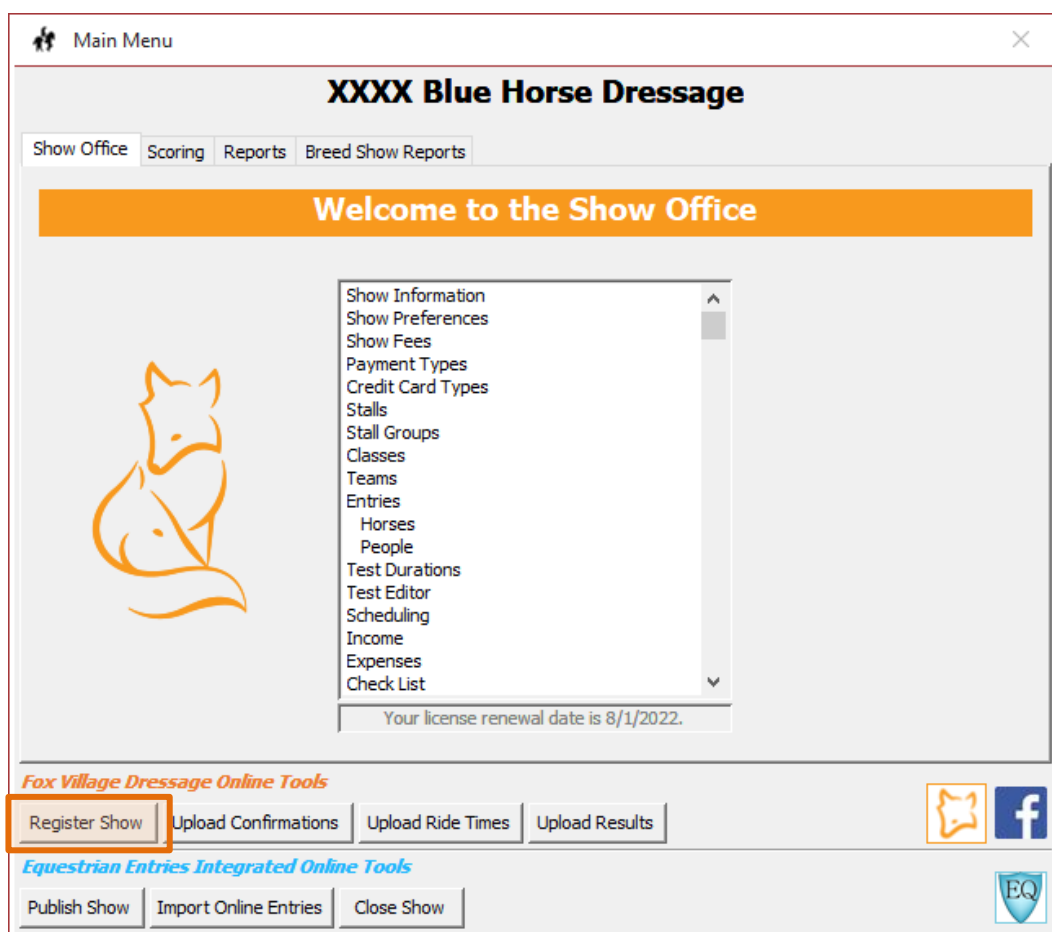 Main Menu
XXXX Blue Horse Dressage
Show Office Scoring Reports Breed Show Reports
Welcome to the Show Office
Show Information
Show Preferences
Show Fees
Payment Types
Credit Card Types
Stalls
Stall Groups
Classes
Teams
Entries
Horses
People
Test Durations
Test Editor
Scheduling
Income
Expenses
Check List
Your license renewal date is 8/1/2022.
Fox Village Dressage Online Tools
Register Show Upload Confirmations Upload Ride Times Upload Results
f
Equestrian Entries Integrated Online Tools
Publish Show Import Online Entries Close Show
EQ